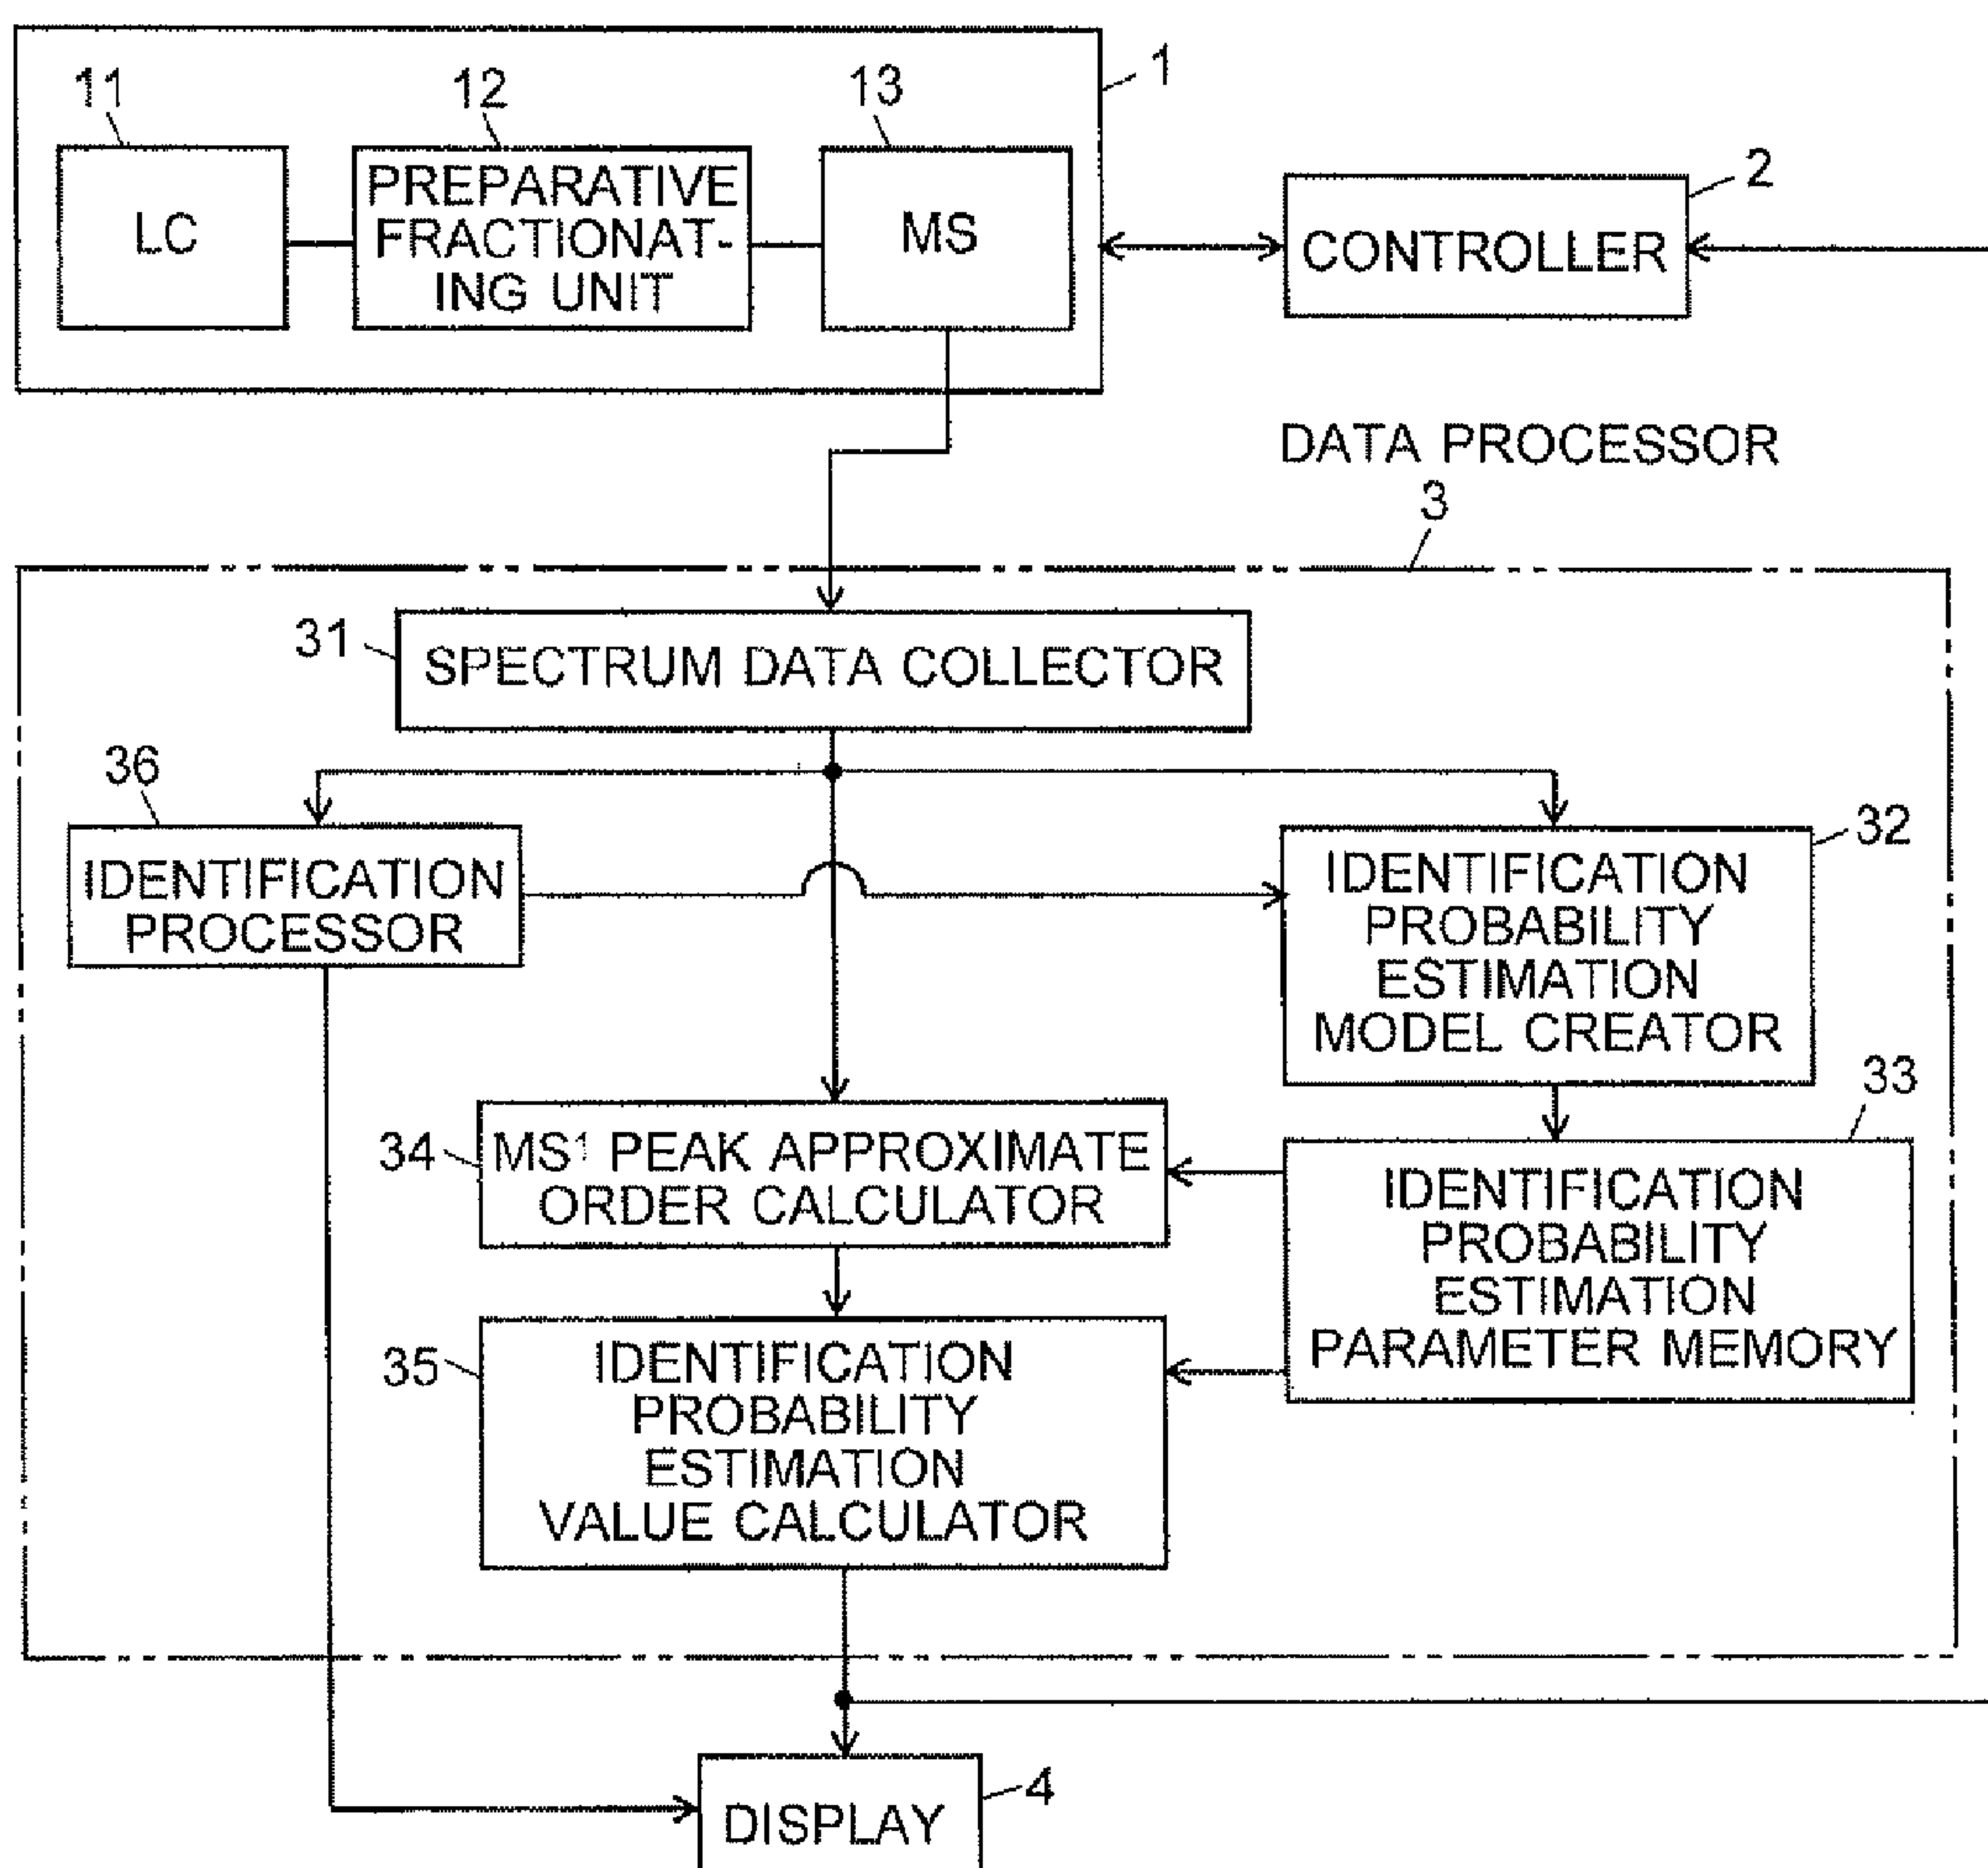 1
11
12
13
LC
PREPARATIVE
FRACTIONAT-
ING UNIT
MS
2
CONTROLLER
DATA PROCESSOR
3
31
SPECTRUM DATA COLLECTOR
36
IDENTIFICATION
PROCESSOR
32
IDENTIFICATION
PROBABILITY
ESTIMATION
MODEL CREATOR
33
IDENTIFICATION
PROBABILITY
ESTIMATION
PARAMETER MEMORY
34
MS¹ PEAK APPROXIMATE
ORDER CALCULATOR
35
IDENTIFICATION
PROBABILITY
ESTIMATION
VALUE CALCULATOR
4
DISPLAY